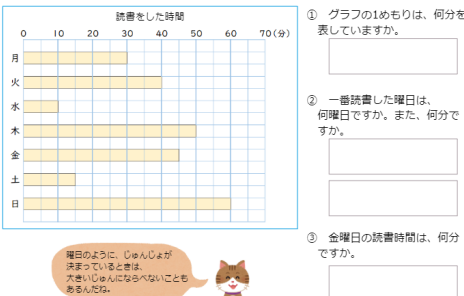 読書をした時間
0 10 20 30 40 50 60 70(分)
月
火
水
木
金
土
日
曜日のように、じゅんじょが
決まっているときは、
大きいじゅんにならべないことも
あるんだね。
① グラフの1めもりは、何分を
表していますか。
② 一番読書した曜日は、
何曜日ですか。また、何分で
すか。
③ 金曜日の読書時間は、何分
ですか。